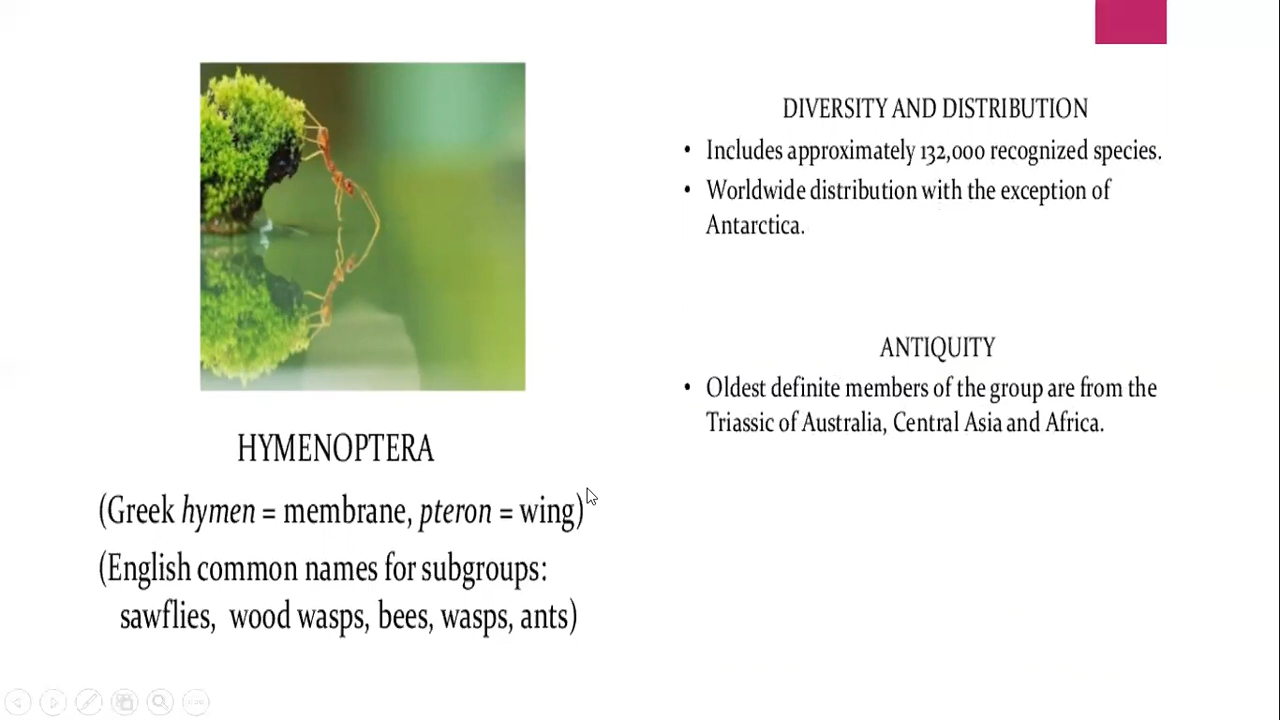 HYMENOPTERA
(Greek hymen = membrane, pteron = wing)
(English common names for subgroups:
sawflies, wood wasps, bees, wasps, ants)
DIVERSITY AND DISTRIBUTION
• Includes approximately 132,000 recognized species.
• Worldwide distribution with the exception of
Antarctica.
ANTIQUITY
• Oldest definite members of the group are from the
Triassic of Australia, Central Asia and Africa.